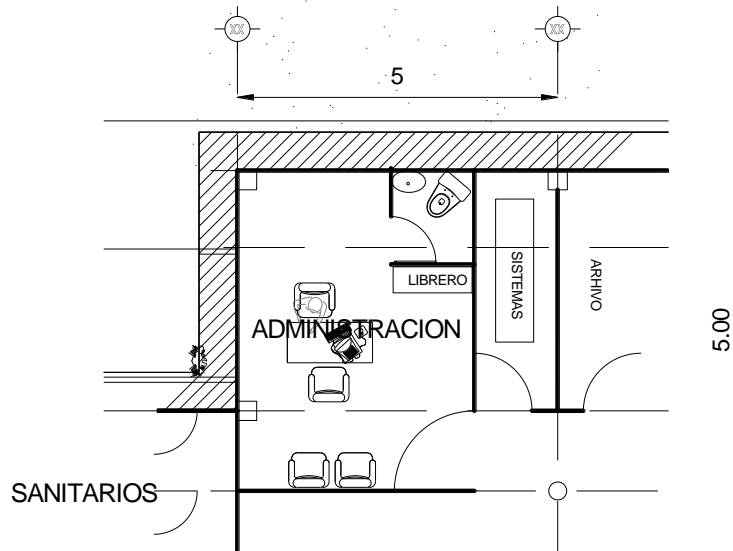 XX
XX
5
LIBRERO
SISTEMAS
ARHIVO
ADMINISTRACION
5.00
SANITARIOS